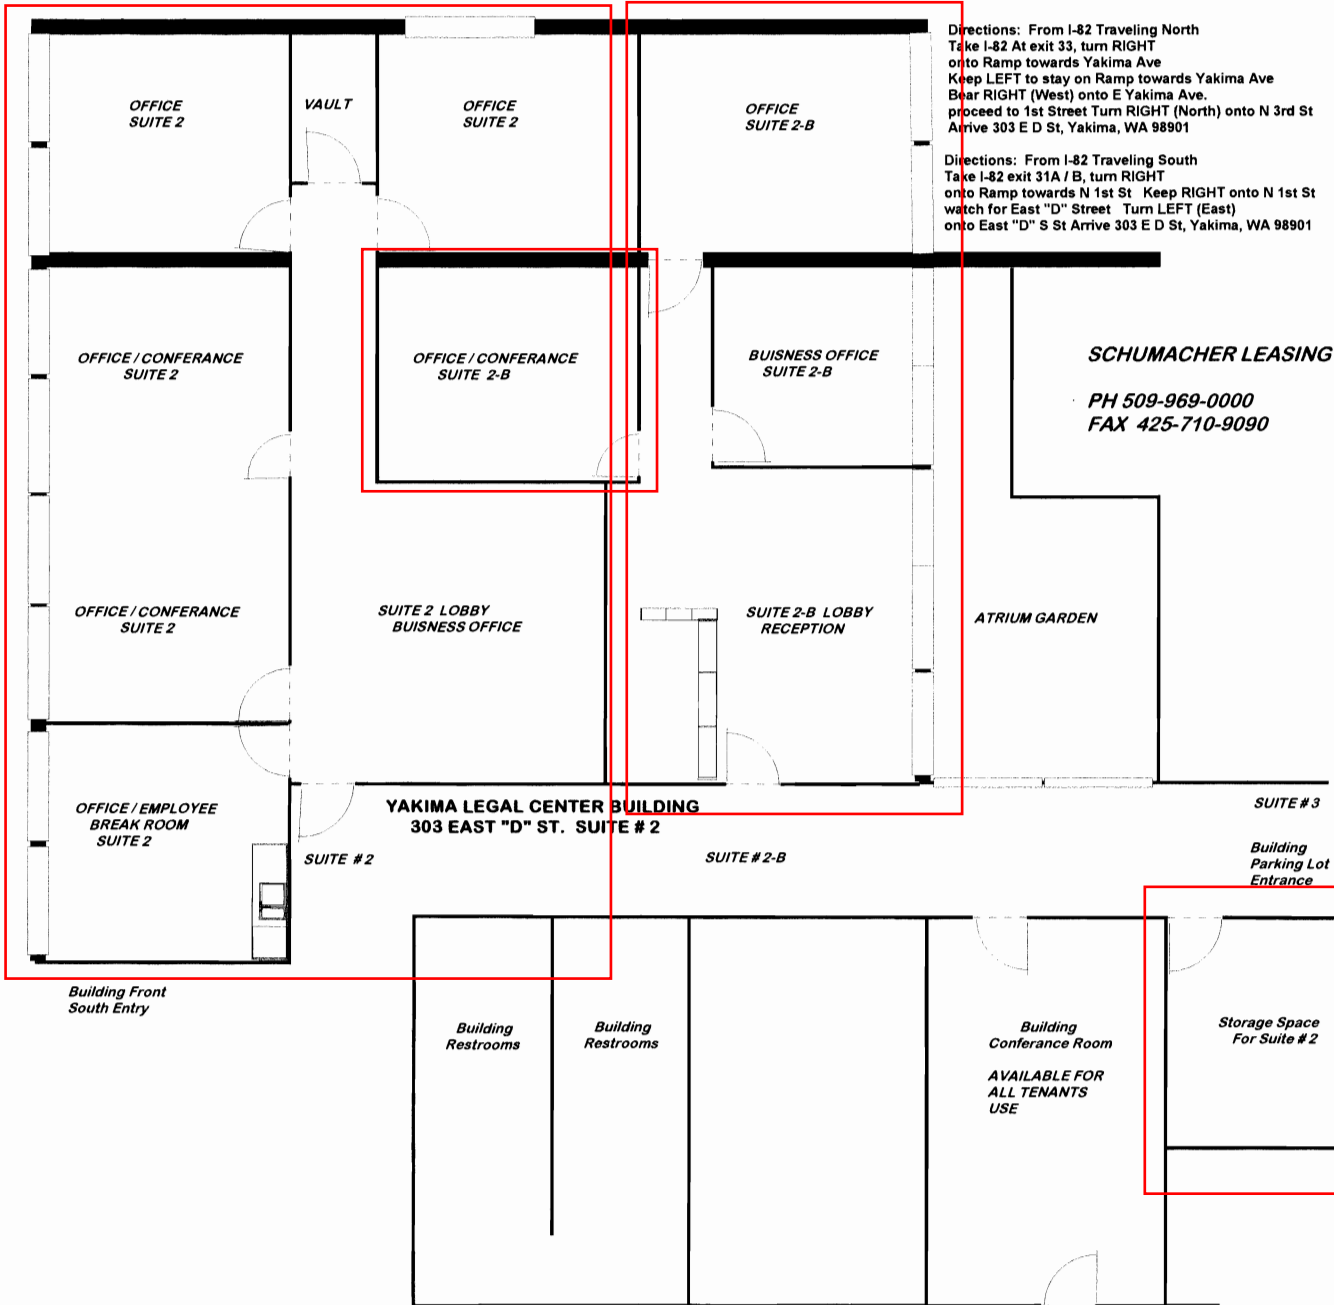 Directions: From I-82 Traveling North
Take I-82 At exit 33, turn RIGHT
onto Ramp towards Yakima Ave
Keep LEFT to stay on Ramp towards Yakima Ave
Bear RIGHT (West) onto E Yakima Ave.
proceed to 1st Street Turn RIGHT (North) onto N 3rd St
Arrive 303 E D St, Yakima, WA 98901
Directions: From I-82 Traveling South
Take I-82 exit 31A / B, turn RIGHT
onto Ramp towards N 1st St Keep RIGHT onto N 1st St
watch for East "D" Street Turn LEFT (East)
onto East "D" S St Arrive 303 E D St, Yakima, WA 98901
OFFICE
SUITE 2
VAULT
OFFICE
SUITE 2
OFFICE
SUITE 2-B
OFFICE / CONFERANCE
SUITE 2
OFFICE / CONFERANCE
SUITE 2-B
BUISNESS OFFICE
SUITE 2-B
SCHUMACHER LEASING
PH 509-969-0000
FAX 425-710-9090
OFFICE / CONFERANCE
SUITE 2
SUITE 2 LOBBY
BUISNESS OFFICE
SUITE 2-B LOBBY
RECEPTION
ATRIUM GARDEN
OFFICE / EMPLOYEE
BREAK ROOM
SUITE 2
YAKIMA LEGAL CENTER BUILDING
303 EAST "D" ST. SUITE # 2
SUITE # 2
SUITE # 2-B
SUITE # 3
Building
Parking Lot
Entrance
Building Front
South Entry
Building
Restrooms
Building
Restrooms
Building
Conferance Room
AVAILABLE FOR
ALL TENANTS
USE
Storage Space
For Suite # 2